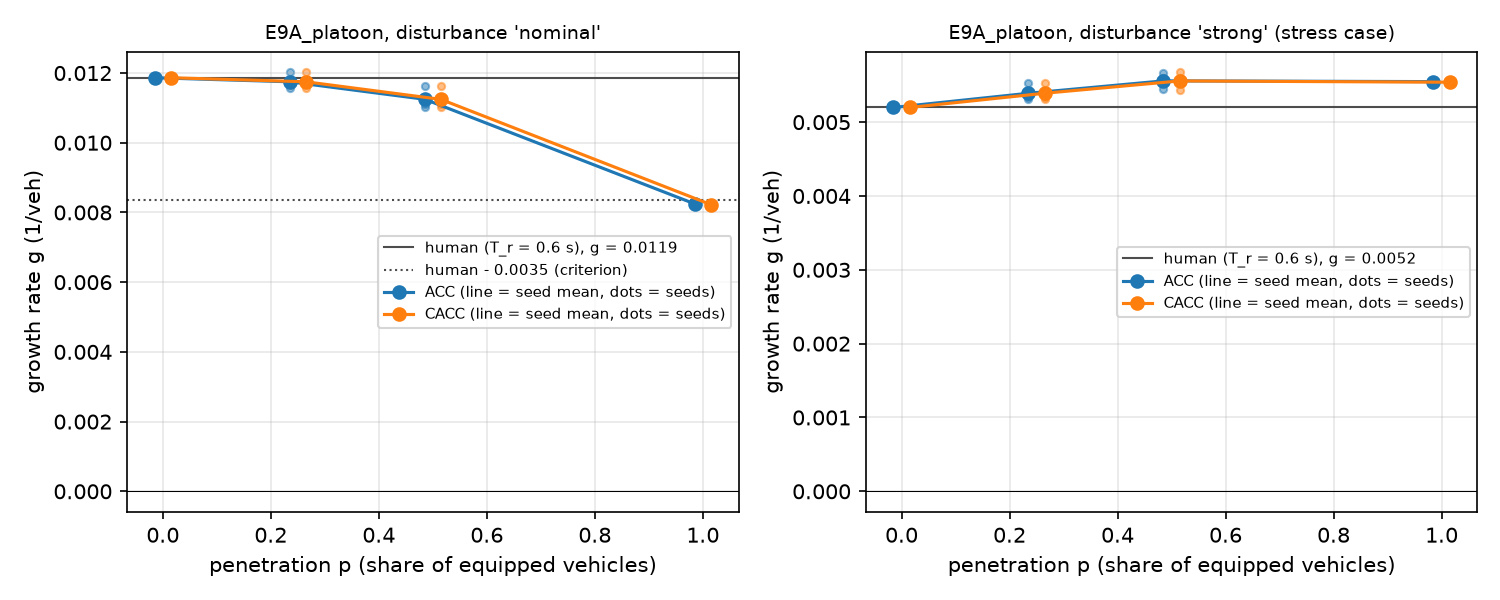 E9A_platoon, disturbance 'nominal'
growth rate g (1/veh)
0.012
0.010
0.008
0.006
0.004
0.002
0.000
human (T_r = 0.6 s), g = 0.0119
human - 0.0035 (criterion)
ACC (line = seed mean, dots = seeds)
CACC (line = seed mean, dots = seeds)
0.0 0.2 0.4 0.6 0.8 1.0
penetration p (share of equipped vehicles)
E9A_platoon, disturbance 'strong' (stress case)
growth rate g (1/veh)
0.005
0.004
0.003
0.002
0.001
0.000
human (T_r = 0.6 s), g = 0.0052
ACC (line = seed mean, dots = seeds)
CACC (line = seed mean, dots = seeds)
0.0 0.2 0.4 0.6 0.8 1.0
penetration p (share of equipped vehicles)